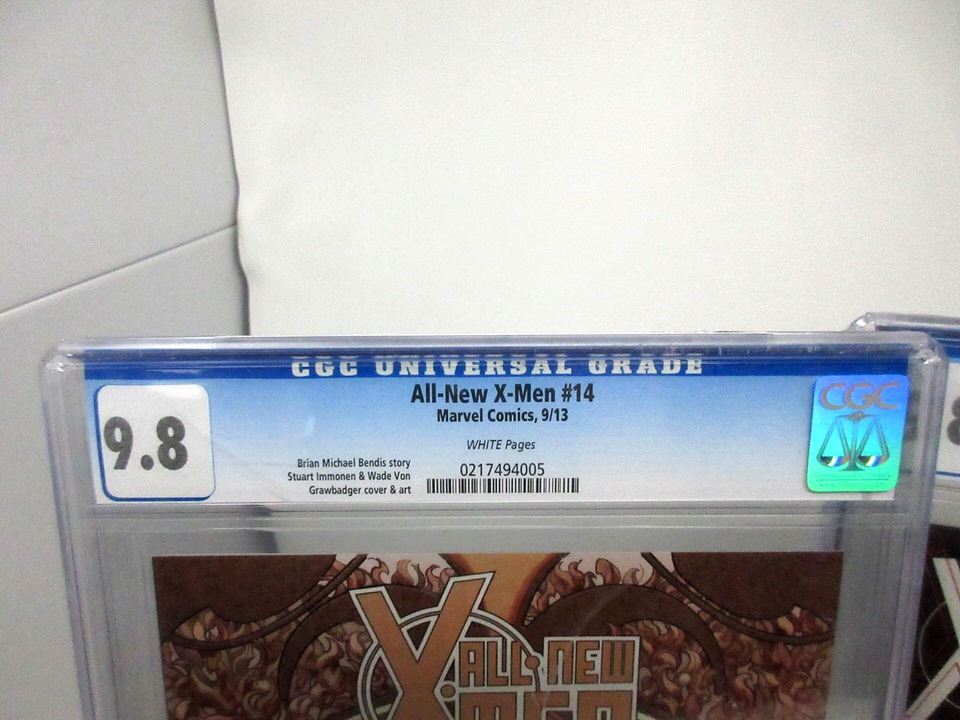 CGC UNIVERSAL GRADE
9.8
All-New X-Men #14
Marvel Comics, 9/13
WHITE Pages
Brian Michael Bendis story
Stuart Immonen & Wade Von
Grawbadger cover & art
0217494005
CGC
X ALL-NEW
X-MEN